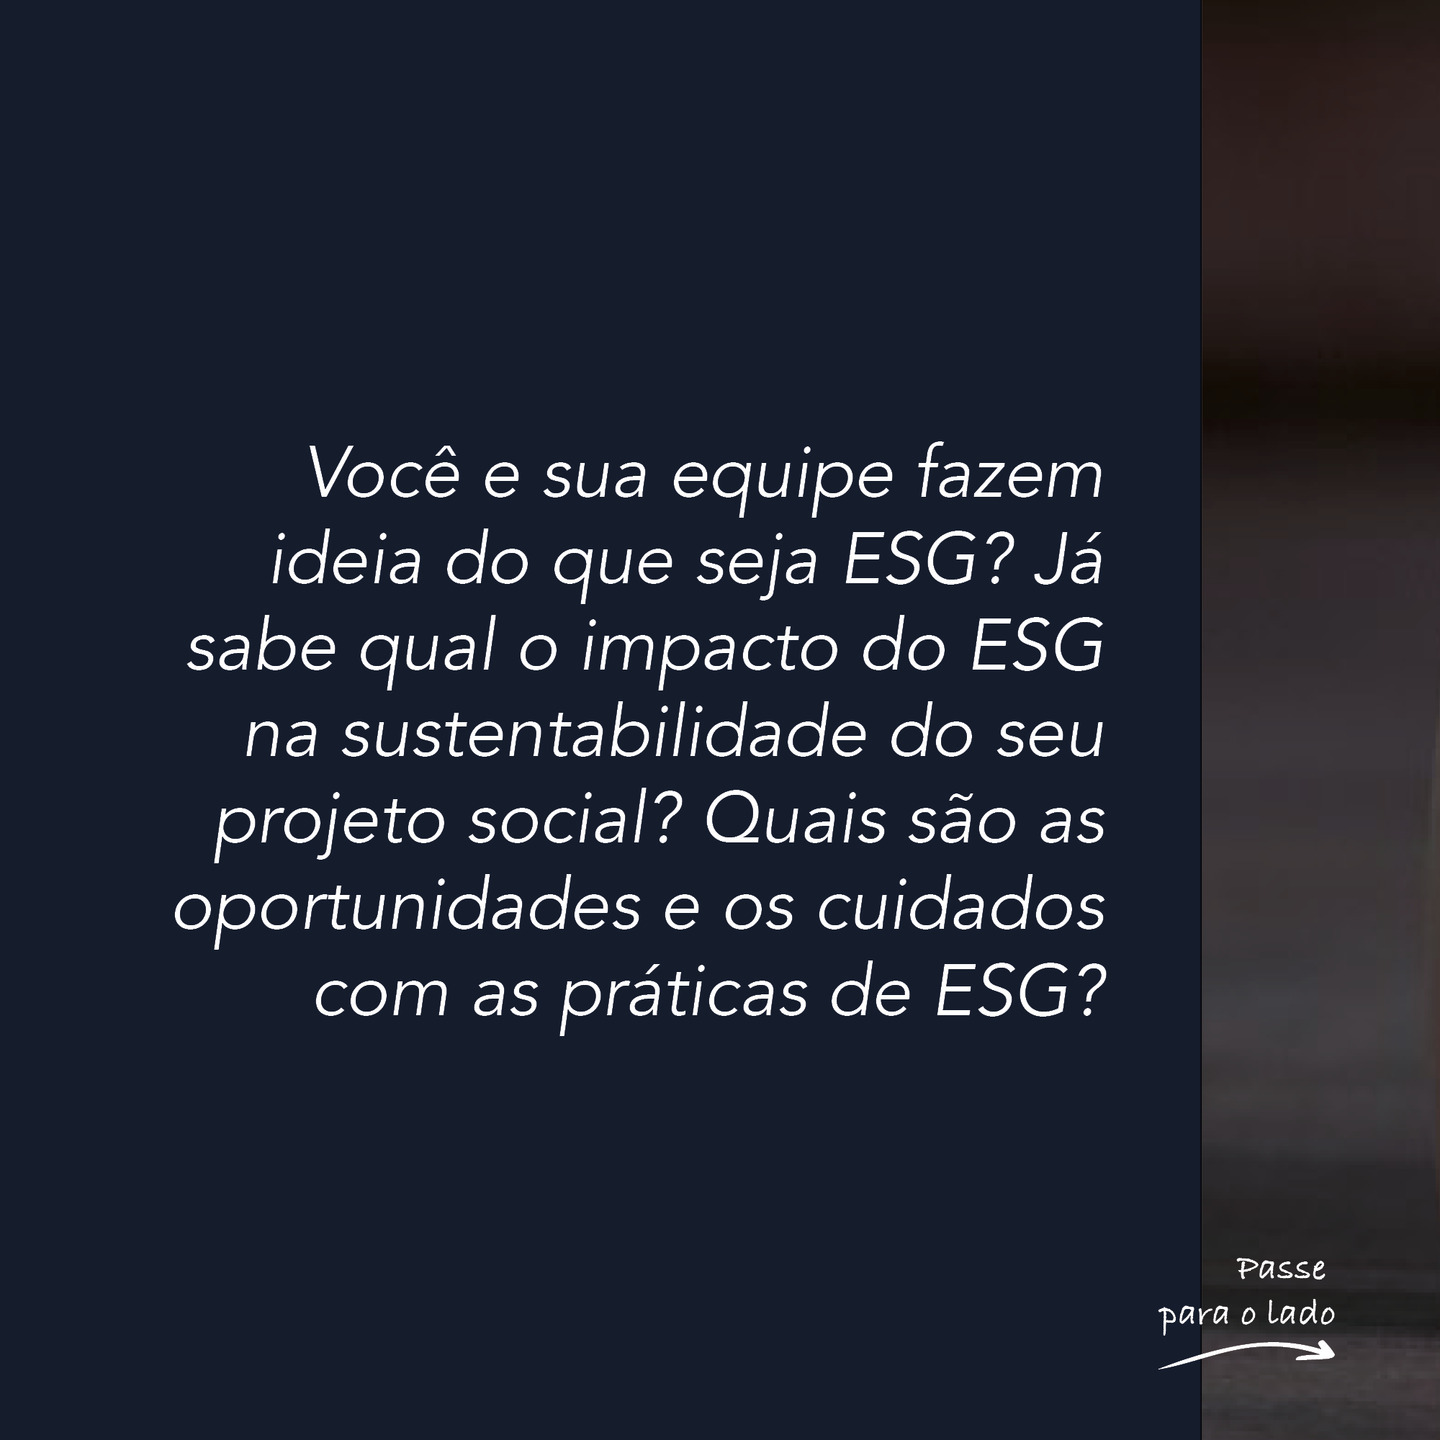 Você e sua equipe fazem
ideia do que seja ESG? Já
sabe qual o impacto do ESG
na sustentabilidade do seu
projeto social? Quais são as
oportunidades e os cuidados
com as práticas de ESG?
Passe
para o lado